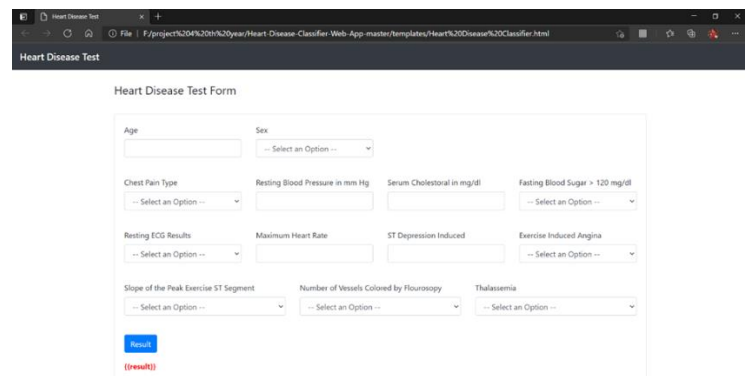 Heart Disease Test
File | F:/project%204%20th%20year/Heart-Disease-Classifier-Web-App-master/templates/Heart%20Disease%20Classifier.html
Heart Disease Test
Heart Disease Test Form
Age Sex
-- Select an Option --
Chest Pain Type Resting Blood Pressure in mm Hg Serum Cholestoral in mg/dl Fasting Blood Sugar > 120 mg/dl
-- Select an Option -- -- Select an Option --
Resting ECG Results Maximum Heart Rate ST Depression Induced Exercise Induced Angina
-- Select an Option -- -- Select an Option --
Slope of the Peak Exercise ST Segment Number of Vessels Colored by Flourosopy Thalassemia
-- Select an Option -- -- Select an Option -- -- Select an Option --
Result
{{result}}